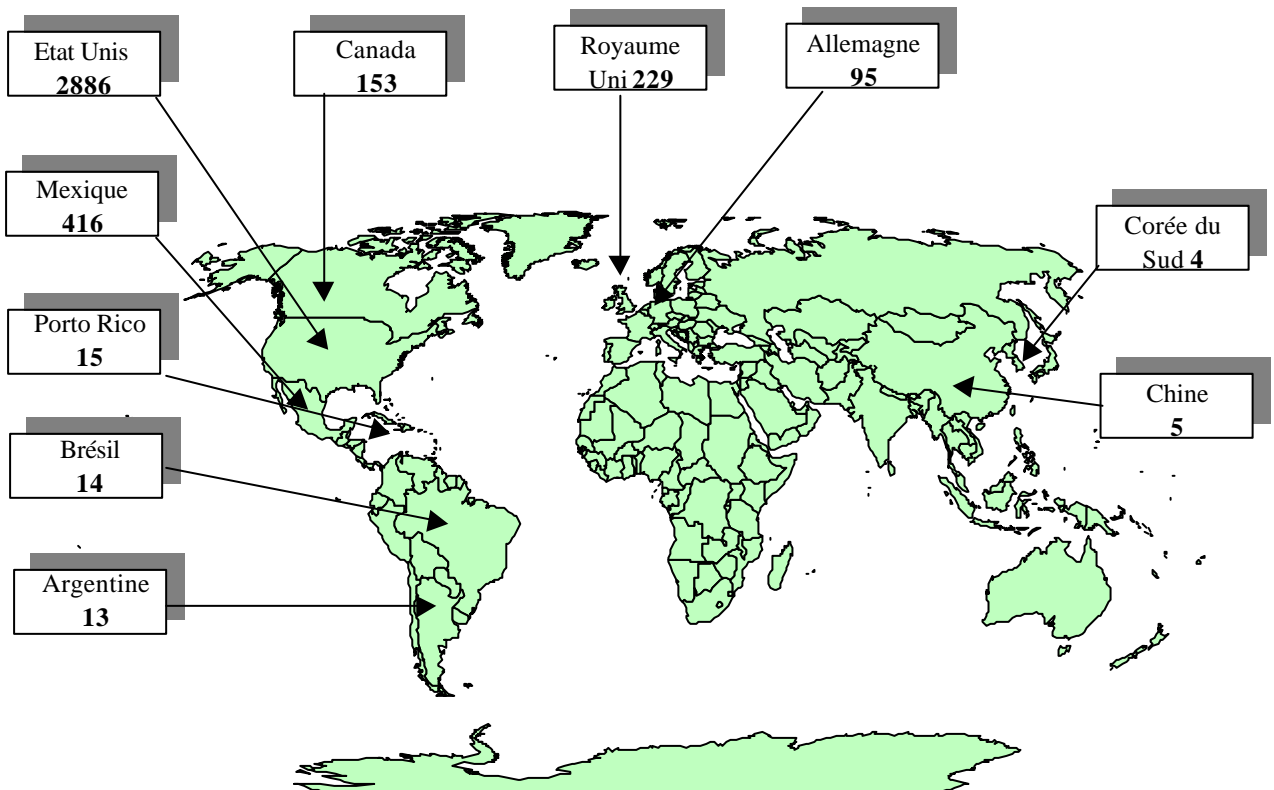 Etat Unis
2886
Canada
153
Royaume
Uni 229
Allemagne
95
Mexique
416
Corée du
Sud 4
Porto Rico
15
Chine
5
Brésil
14
Argentine
13